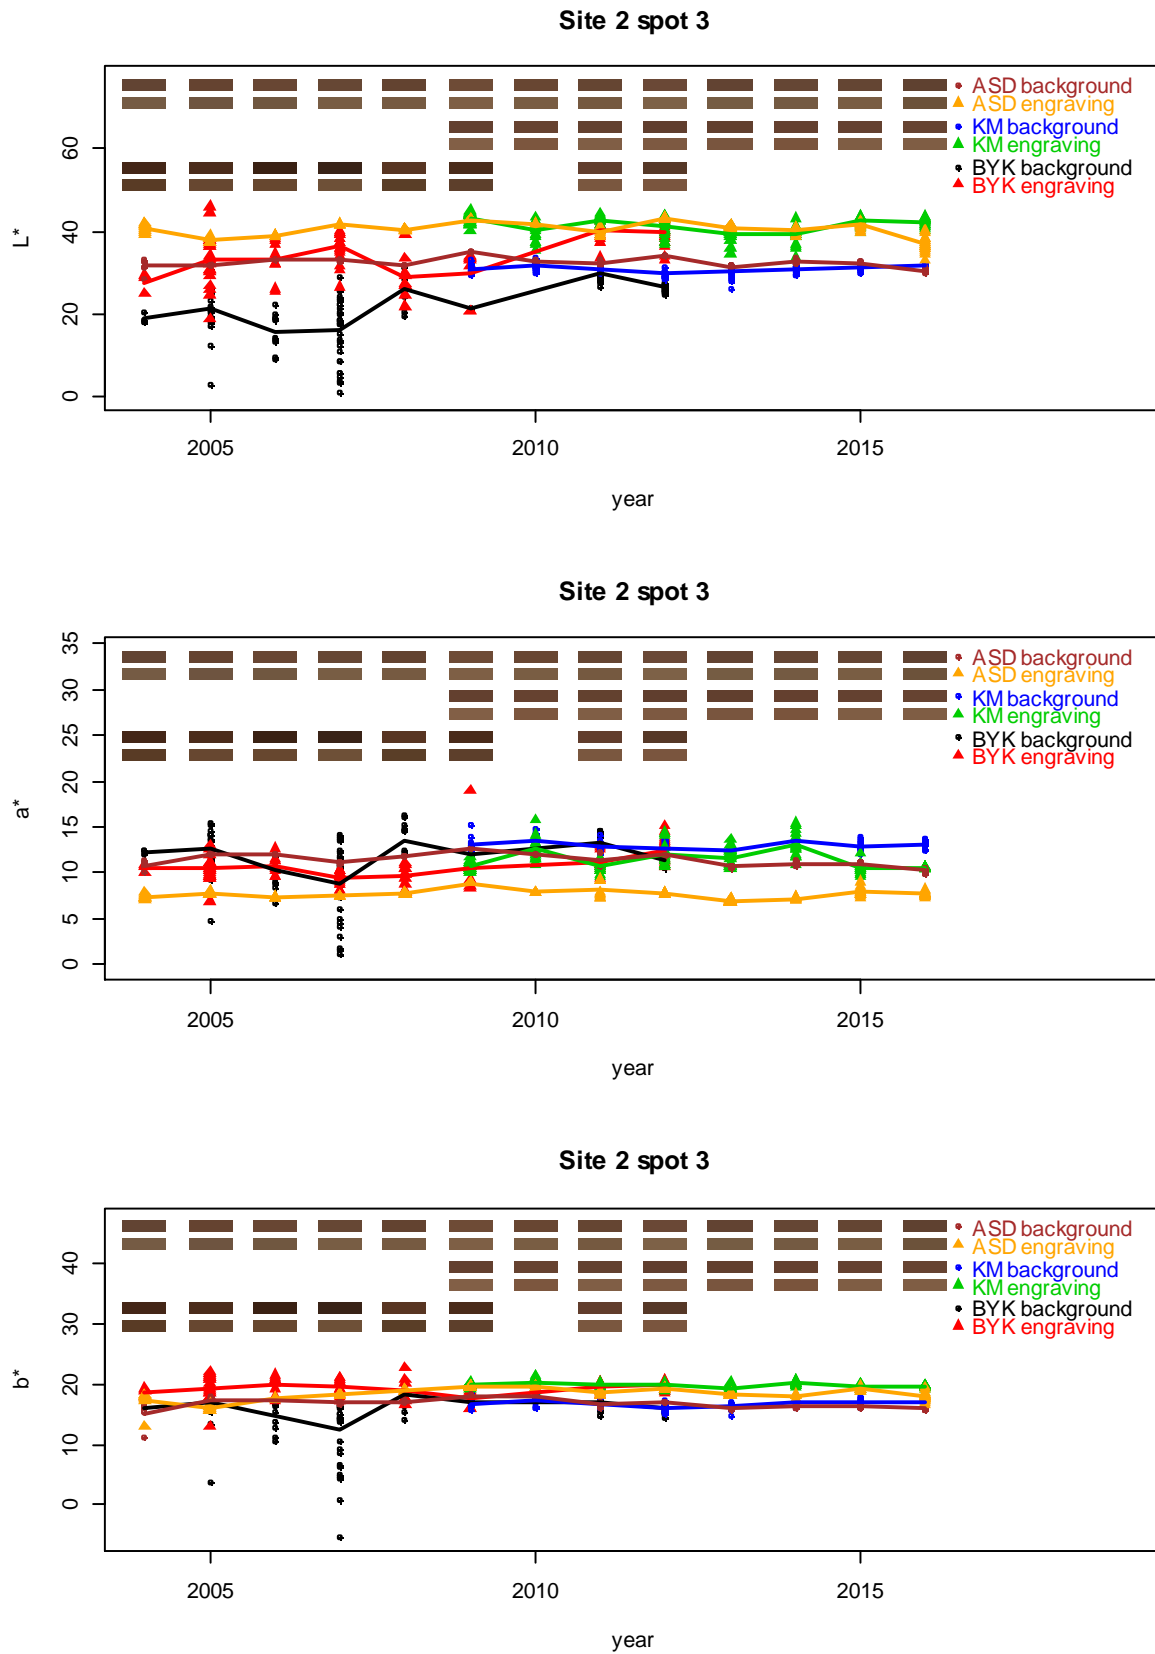 Site 2 spot 3
ASD background
ASD engraving
KM background
KM engraving
BYK background
BYK engraving
L*
60
40
20
0
2005
2010
2015
year
Site 2 spot 3
ASD background
ASD engraving
KM background
KM engraving
BYK background
BYK engraving
a*
35
30
25
20
15
10
5
0
2005
2010
2015
year
Site 2 spot 3
ASD background
ASD engraving
KM background
KM engraving
BYK background
BYK engraving
b*
40
30
20
10
0
2005
2010
2015
year